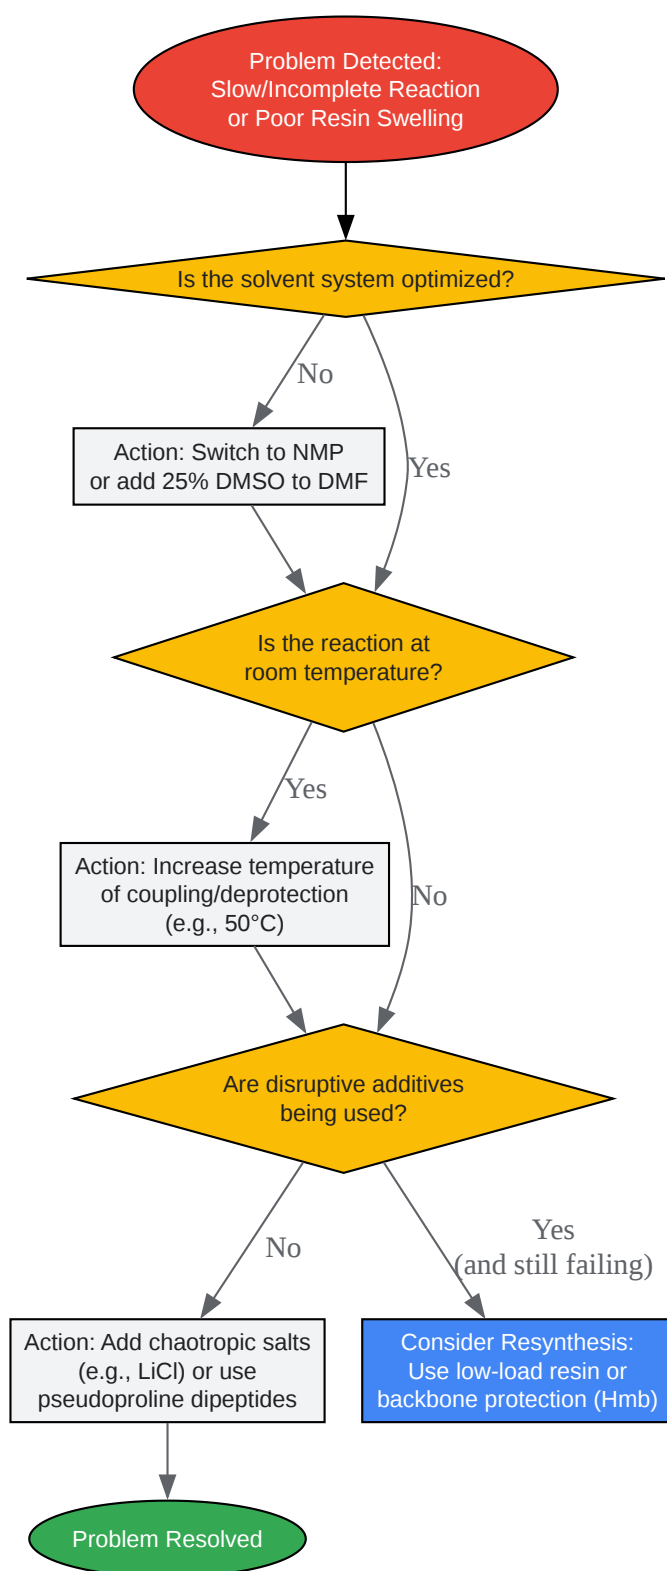 Problem Detected:
Slow/Incomplete Reaction
or Poor Resin Swelling
Is the solvent system optimized?
No
Action: Switch to NMP
or add 25% DMSO to DMF
Yes
Is the reaction at
room temperature?
Yes
Action: Increase temperature
of coupling/deprotection
(e.g., 50°C)
No
Are disruptive additives
being used?
No
Yes
(and still failing)
Action: Add chaotropic salts
(e.g., LiCl) or use
pseudoproline dipeptides
Consider Resynthesis:
Use low-load resin or
backbone protection (Hmb)
Problem Resolved